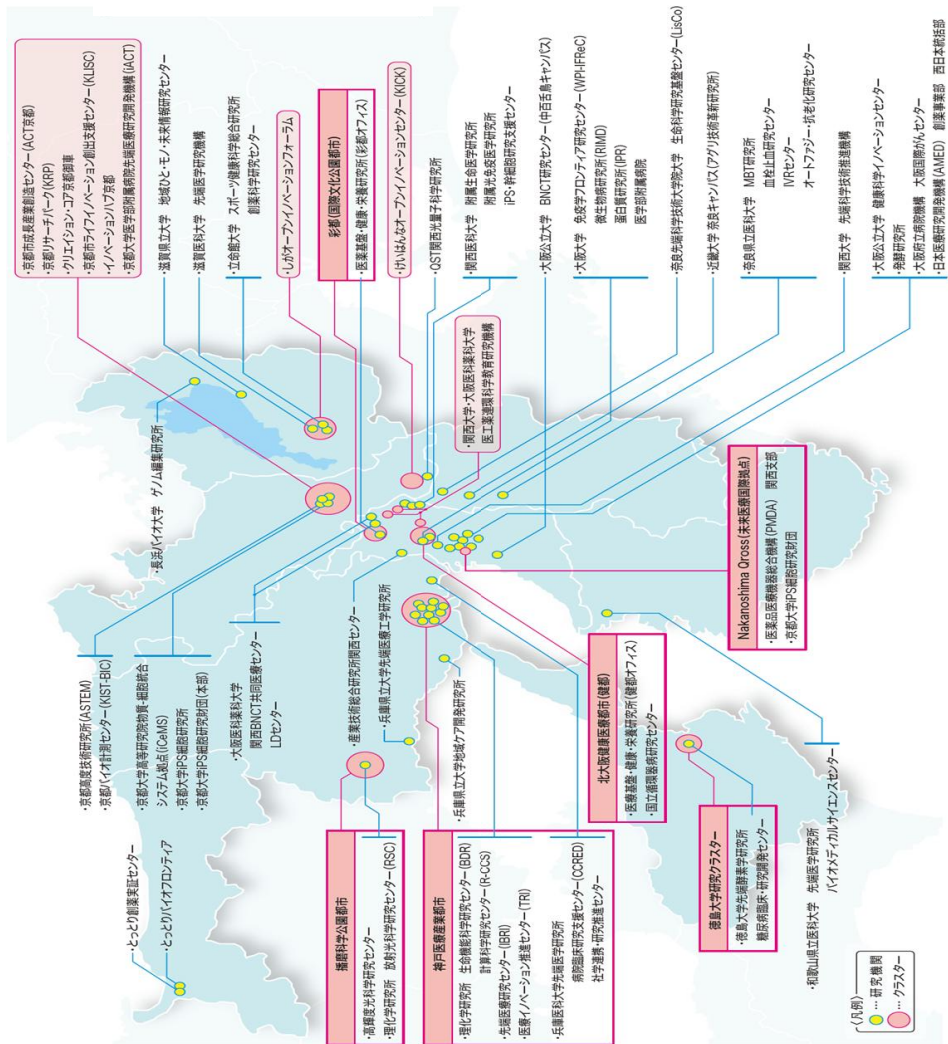 ・京都市成長産業創造センター(ACT京都)
・京都リサーチパーク(KRP)
・クリエイション・コア京都御車
・京都市ライフイノベーション創出支援センター(KLISC)
・イノベーションハブ京都
・京都大学医学部附属病院先端医療研究開発機構(iACT)
・滋賀県立大学 地域ひと・モノ・未来情報研究センター
・滋賀医科大学 先端医学研究機構
・立命館大学 スポーツ健康科学総合研究所
創薬科学研究センター
・しがオープンイノベーションフォーラム
彩都(国際文化公園都市)
・医薬基盤・健康・栄養研究所(彩都オフィス)
・けいはんなオープンイノベーションセンター(KICK)
・QST関西光量子科学研究所
・関西医科大学 附属生命医学研究所
附属光免疫医学研究所
iPS・幹細胞研究支援センター
・大阪公立大学 BNCT研究センター(中百舌鳥キャンパス)
・大阪大学 免疫学フロンティア研究センター(WPI-IFReC)
微生物病研究所(RIMD)
蛋白質研究所(IPR)
医学部附属病院
・奈良先端科学技術大学院大学 生命科学研究基盤センター(LisCo)
・近畿大学 奈良キャンパス(アグリ技術革新研究所)
・奈良県立医科大学 MBT研究所
血栓止血研究センター
IVRセンター
オートファジー・抗老化研究センター
・関西大学 先端科学技術推進機構
・大阪公立大学 健康科学イノベーションセンター
・発酵研究所
・大阪府立病院機構 大阪国際がんセンター
・日本医療研究開発機構(AMED) 創薬事業部 西日本統括部
・長浜バイオ大学 ゲノム編集研究所
・関西大学・大阪医科薬科大学
医工薬連環科学教育研究機構
Nakanoshima Qross(未来医療国際拠点)
・医薬品医療機器総合機構(PMDA) 関西支部
・京都大学iPS細胞研究財団
・京都高度技術研究所(ASTEM)
・京都バイオ計測センター(KIST-BIC)
・京都大学高等研究院物質-細胞統合
システム拠点(iCeMS)
・京都大学iPS細胞研究所
・京都大学iPS細胞研究財団(本部)
・大阪医科薬科大学
関西BNCT共同医療センター
LDセンター
・産業技術総合研究所関西センター
・兵庫県立大学先端医療工学研究所
・兵庫県立大学地域ケア開発研究所
北大阪健康医療都市(健都)
・医療基盤・健康・栄養研究所(健都オフィス)
・国立循環器病研究センター
・とっとり創薬実証センター
・とっとりバイオフロンティア
播磨科学公園都市
・高輝度光科学研究センター
・理化学研究所 放射光科学研究センター(RSC)
神戸医療産業都市
・理化学研究所 生命機能科学研究センター(BDR)
計算科学研究センター(R-CCS)
・先端医療研究センター(IBRI)
・医療イノベーション推進センター(TRI)
・兵庫医科大学先端医学研究所
病院臨床研究支援センター(CCRED)
社学連携・研究推進センター
徳島大学研究クラスター
・徳島大学先端酵素学研究所
糖尿病臨床・研究開発センター
・和歌山県立医科大学 先端医学研究所
バイオメディカルサイエンスセンター
〈凡例〉
… 研究機関
… クラスター